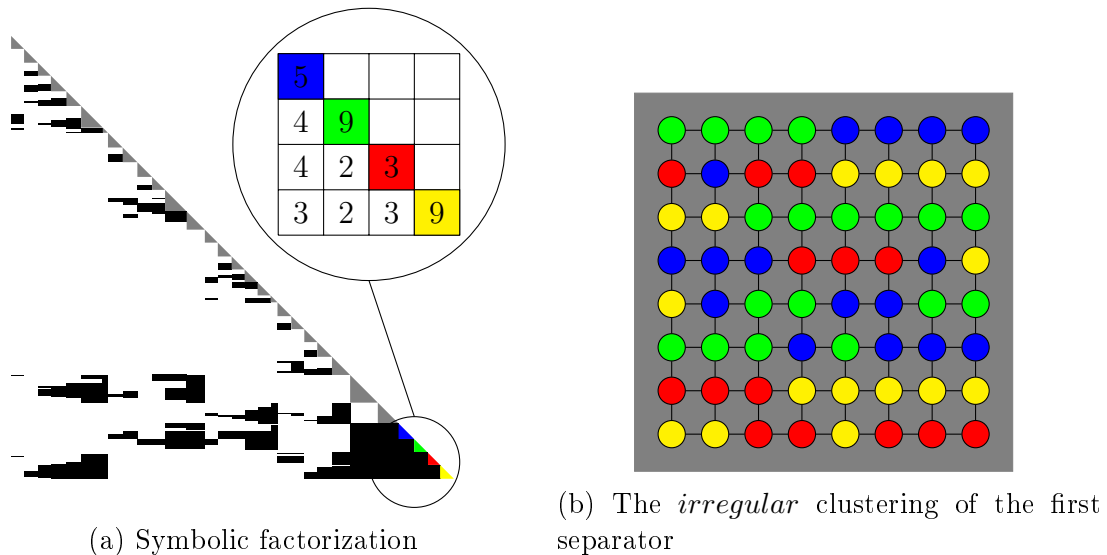 5
4 9
4 2 3
3 2 3 9
(a) Symbolic factorization
(b) The irregular clustering of the first
separator